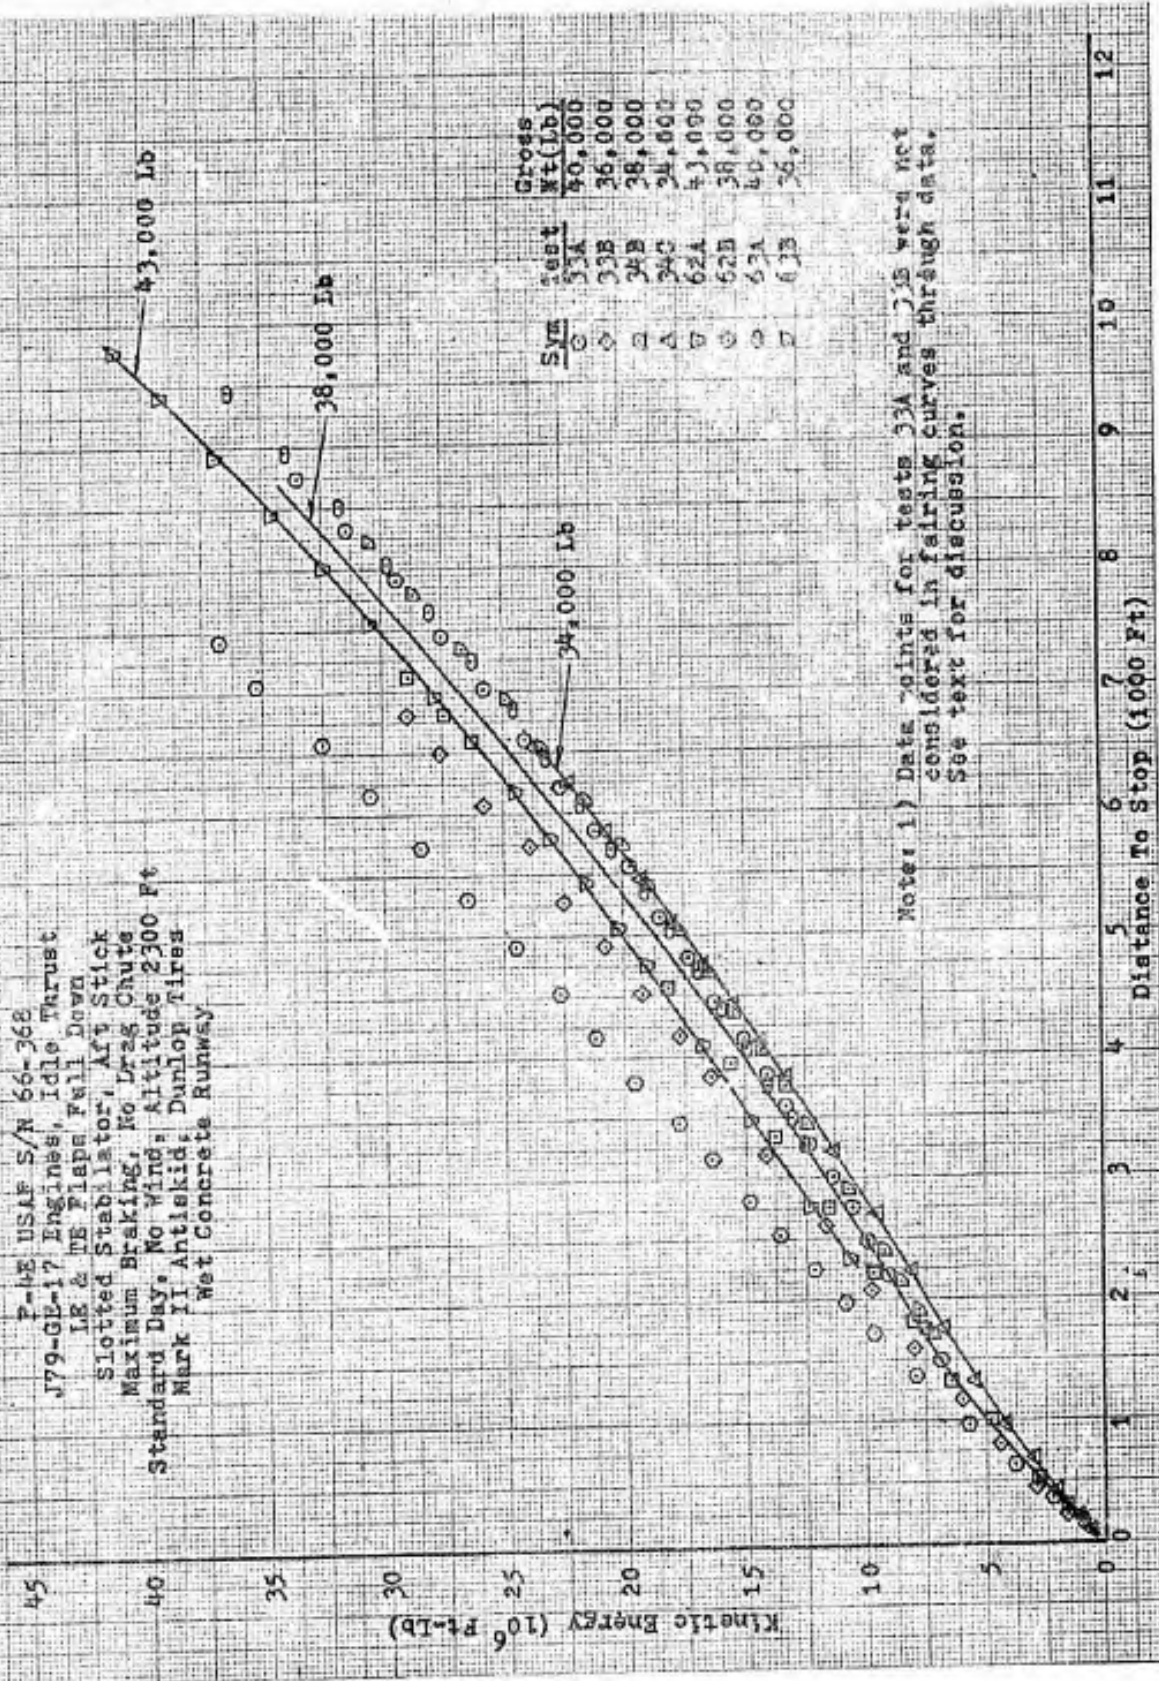 F-4E USAF S/N 66-368
J79-GE-17 Engines, Idle Thrust
LE & TE Flaps Full Down
Slotted Stabilator, Aft Stick
Maximum Braking, No Drag Chute
Standard Day, No Wind, Altitude 2300 Ft
Mark II Antiskid, Dunlop Tires
Wet Concrete Runway
43,000 Lb
38,000 Lb
34,000 Lb
Gross
Sym Test Wt(Lb)
33A 40,000
33B 36,000
34B 38,000
34C 34,000
62A 43,000
62B 38,000
63A 40,000
63B 36,000
Note: 1) Data points for tests 33A and 33B were not
considered in fairing curves through data.
See text for discussion.
Kinetic Energy (10⁶ Ft-Lb)
45
40
35
30
25
20
15
10
5
0
0 1 2 3 4 5 6 7 8 9 10 11 12
Distance To Stop (1000 Ft)